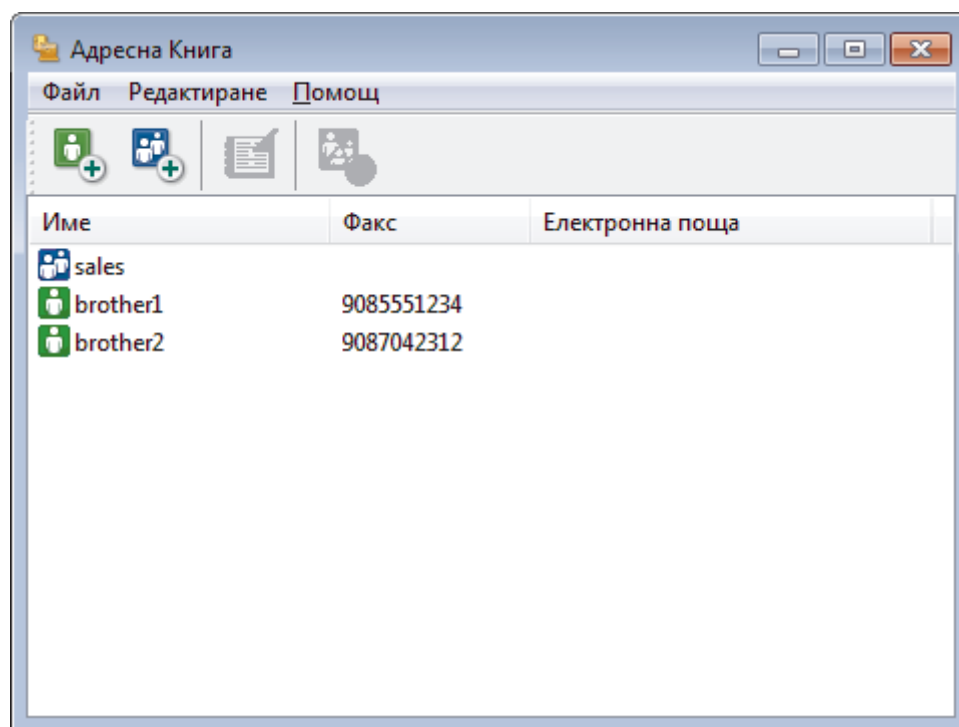 Адресна Книга
Файл Редактиране Помощ
Име Факс Електронна поща
sales
brother1 9085551234
brother2 9087042312